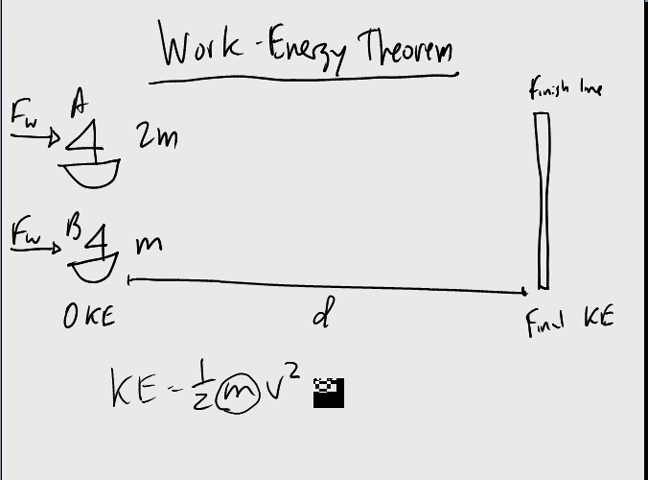 Work-Energy Theorem
Finish line
Fw A 2m
Fw B m
0 KE d Final KE
KE = 1/2 m v²